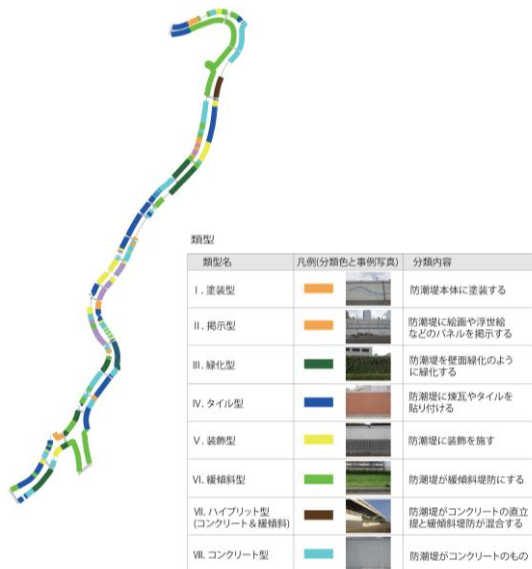 類型
類型名 凡例(分類色と事例写真) 分類内容
Ⅰ. 塗装型 防潮堤本体に塗装する
Ⅱ. 掲示型 防潮堤に絵画や浮世絵
などのパネルを掲示する
Ⅲ. 緑化型 防潮堤を壁面緑化のよう
に緑化する
Ⅳ. タイル型 防潮堤に煉瓦やタイルを
貼り付ける
Ⅴ. 装飾型 防潮堤に装飾を施す
Ⅵ. 緩傾斜型 防潮堤が緩傾斜堤防にする
Ⅶ. ハイブリット型 防潮堤がコンクリートの直立
(コンクリート&緩傾斜) 提と緩傾斜堤防が混合する
Ⅷ. コンクリート型 防潮堤がコンクリートのもの